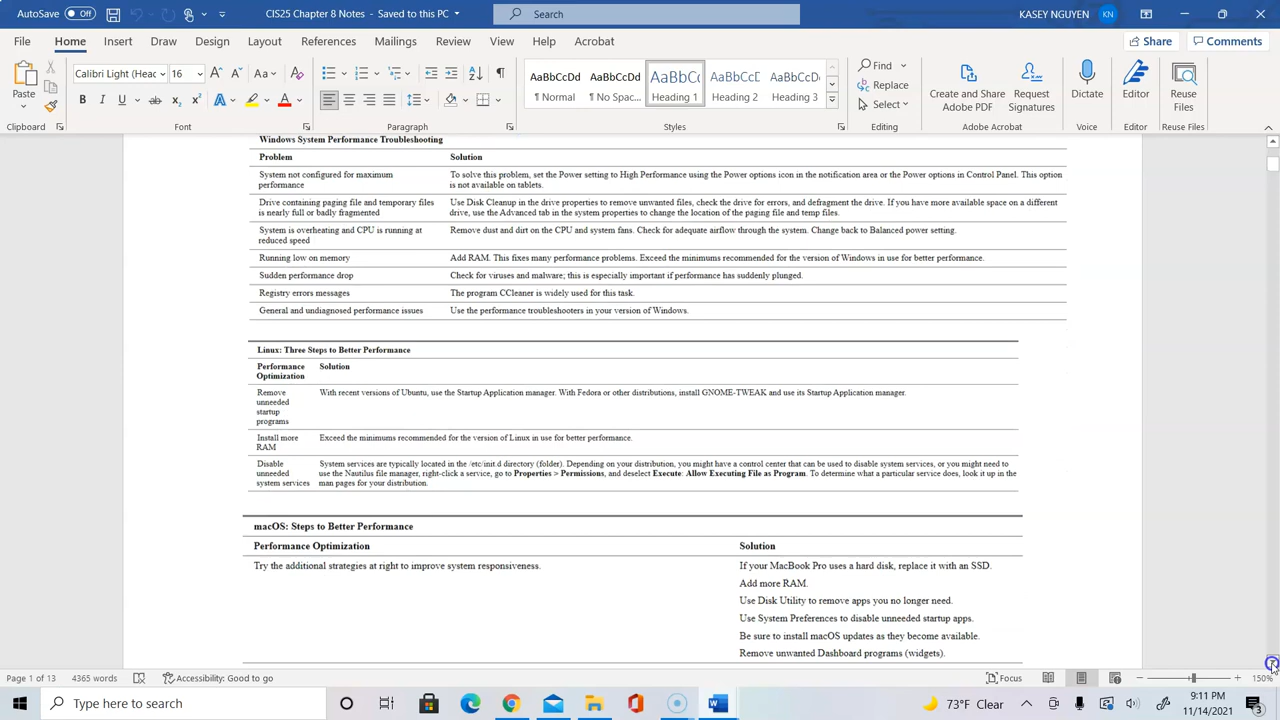 AutoSave Off
Search
KASEY NGUYEN KN
File Home Insert Draw Design Layout References Mailings Review View Help Acrobat Share Comments
Paste
Calibri Light (Headc 16
AaBbCcDd AaBbCcDd AaBbCc AaBbCcE AaBbCcDc
¶ Normal ¶ No Spac... Heading 1 Heading 2 Heading 3
Find
Replace
Select
Create and Share Adobe PDF
Request Signatures
Dictate
Editor
Reuse Files
Clipboard Font Paragraph Styles Editing Adobe Acrobat Voice Editor Reuse Files
Windows System Performance Troubleshooting
Problem Solution
System not configured for maximum performance
To solve this problem, set the Power setting to High Performance using the Power options icon in the notification area or the Power options in Control Panel. This option
is not available on tablets.
Drive containing paging file and temporary files is nearly full or badly fragmented
Use Disk Cleanup in the drive properties to remove unwanted files, check the drive for errors, and defragment the drive. If you have more available space on a different
drive, use the Advanced tab in the system properties to change the location of the paging file and temp files.
System is overheating and CPU is running at reduced speed
Remove dust and dirt on the CPU and system fans. Check for adequate airflow through the system. Change back to Balanced power setting.
Running low on memory Add RAM. This fixes many performance problems. Exceed the minimums recommended for the version of Windows in use for better performance.
Sudden performance drop Check for viruses and malware; this is especially important if performance has suddenly plunged.
Registry errors messages The program CCleaner is widely used for this task.
General and undiagnosed performance issues Use the performance troubleshooters in your version of Windows.
Linux: Three Steps to Better Performance
Performance Optimization Solution
Remove unneeded startup programs
With recent versions of Ubuntu, use the Startup Application manager. With Fedora or other distributions, install GNOME-TWEAK and use its Startup Application manager.
Install more RAM
Exceed the minimums recommended for the version of Linux in use for better performance.
Disable unneeded system services
System services are typically located in the /etc/init.d directory (folder). Depending on your distribution, you might have a control center that can be used to disable system services, or you might need to
use the Nautilus file manager, right-click a service, go to Properties > Permissions, and deselect Execute: Allow Executing File as Program. To determine what a particular service does, look it up in the
man pages for your distribution.
macOS: Steps to Better Performance
Performance Optimization Solution
Try the additional strategies at right to improve system responsiveness. If your MacBook Pro uses a hard disk, replace it with an SSD.
Add more RAM.
Use Disk Utility to remove apps you no longer need.
Use System Preferences to disable unneeded startup apps.
Be sure to install macOS updates as they become available.
Remove unwanted Dashboard programs (widgets).
Page 1 of 13 4365 words Accessibility: Good to go Focus 150%
Type here to search 73°F Clear 9:11 PM
11/14/2021 3